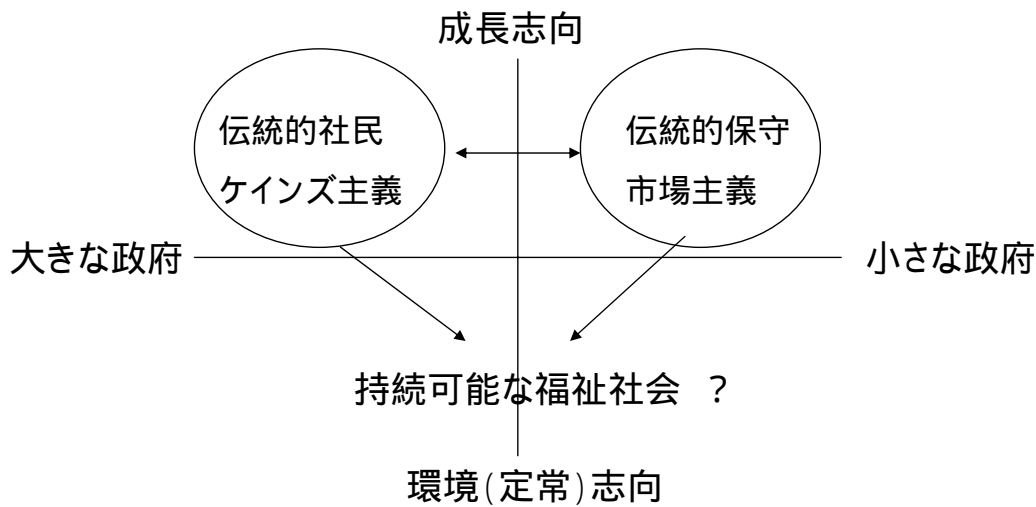 成長志向
伝統的社民
ケインズ主義
伝統的保守
市場主義
大きな政府
小さな政府
持続可能な福祉社会 ?
環境(定常)志向